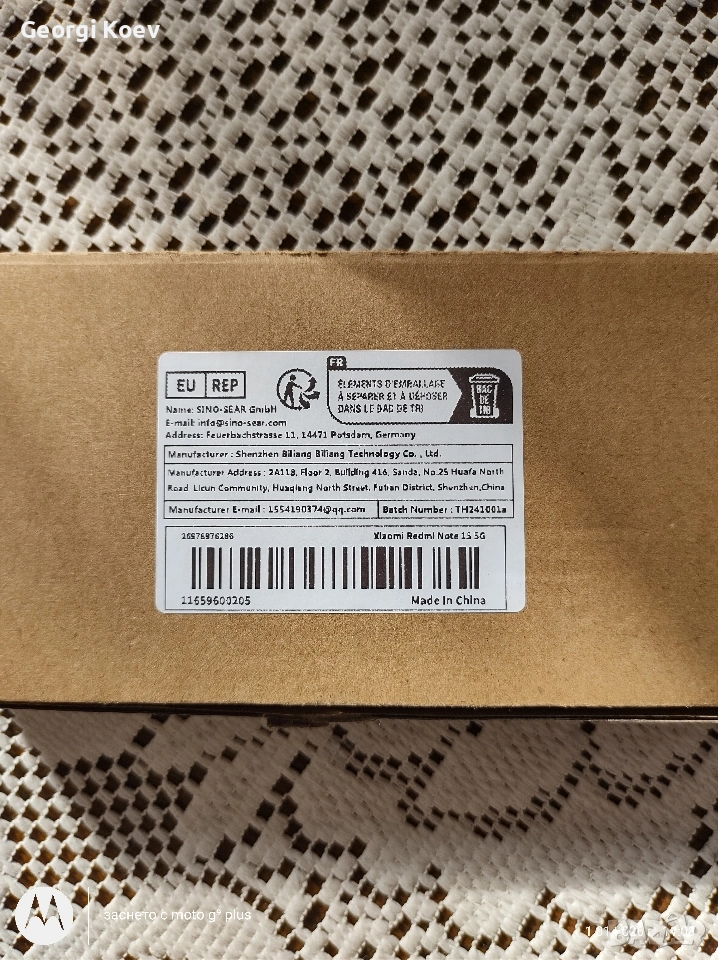 Georgi Koev
EU REP
FR
ÉLÉMENTS D'EMBALLAGE
À SÉPARER ET À DÉPOSER
DANS LE BAC DE TRI
BAC
DE
TRI
Name: SINO-SEAR GmbH
E-mail: info@sino-sear.com
Address: Feuerbachstrasse 11, 14471 Potsdam, Germany
Manufacturer : Shenzhen Biliang Biliang Technology Co. , Ltd.
Manufacturer Address : 2A118, Floor 2, Building 416, Sanda, No.25 Huafa North
Road Licun Community, Huaqiang North Street, Futian District, Shenzhen,China
Manufacturer E-mail : 1554190374@qq.com Batch Number : TH241001a
26976976286 Xiaomi Redmi Note 15 5G
11659600205 Made In China
заснето с moto g⁶ plus